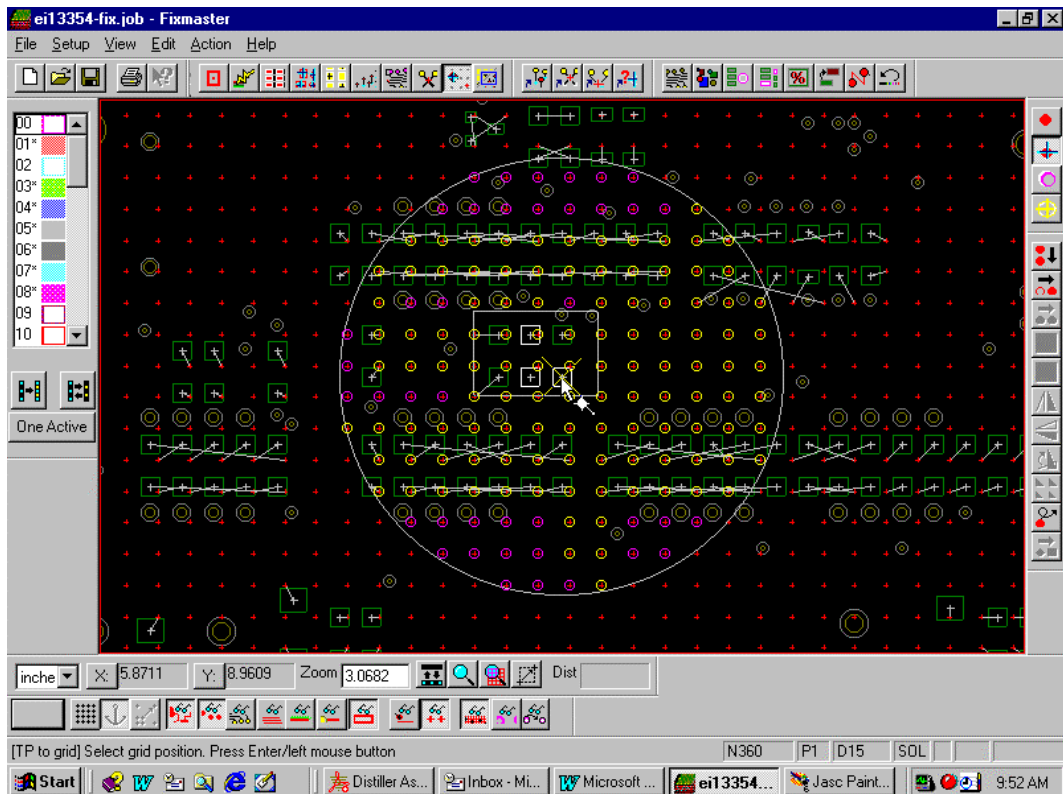 ei13354-fix.job - Fixmaster
File Setup View Edit Action Help
00
01*
02
03*
04*
05*
06*
07*
08*
09
10
One Active
inche X: 5.8711 Y: 8.9609 Zoom 3.0682 Dist
[TP to grid] Select grid position. Press Enter/left mouse button N360 P1 D15 SOL
Start Distiller As... Inbox - Mi... Microsoft ... ei13354... Jasc Paint... 9:52 AM